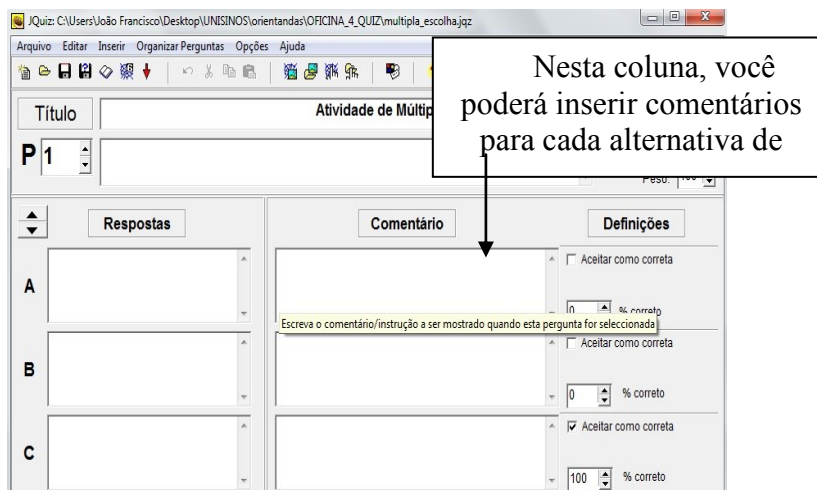 JQuiz: C:\Users\João Francisco\Desktop\UNISINOS\orientandas\OFICINA_4_QUIZ\multipla_escolha.jqz
Arquivo Editar Inserir Organizar Perguntas Opções Ajuda
Nesta coluna, você
poderá inserir comentários
para cada alternativa de
Título
Atividade de
P 1
Peso:
Respostas
Comentário
Definições
A
Aceitar como correta
0 % correto
Escreva o comentário/instrução a ser mostrado quando esta pergunta for seleccionada
B
Aceitar como correta
0 % correto
C
Aceitar como correta
100 % correto